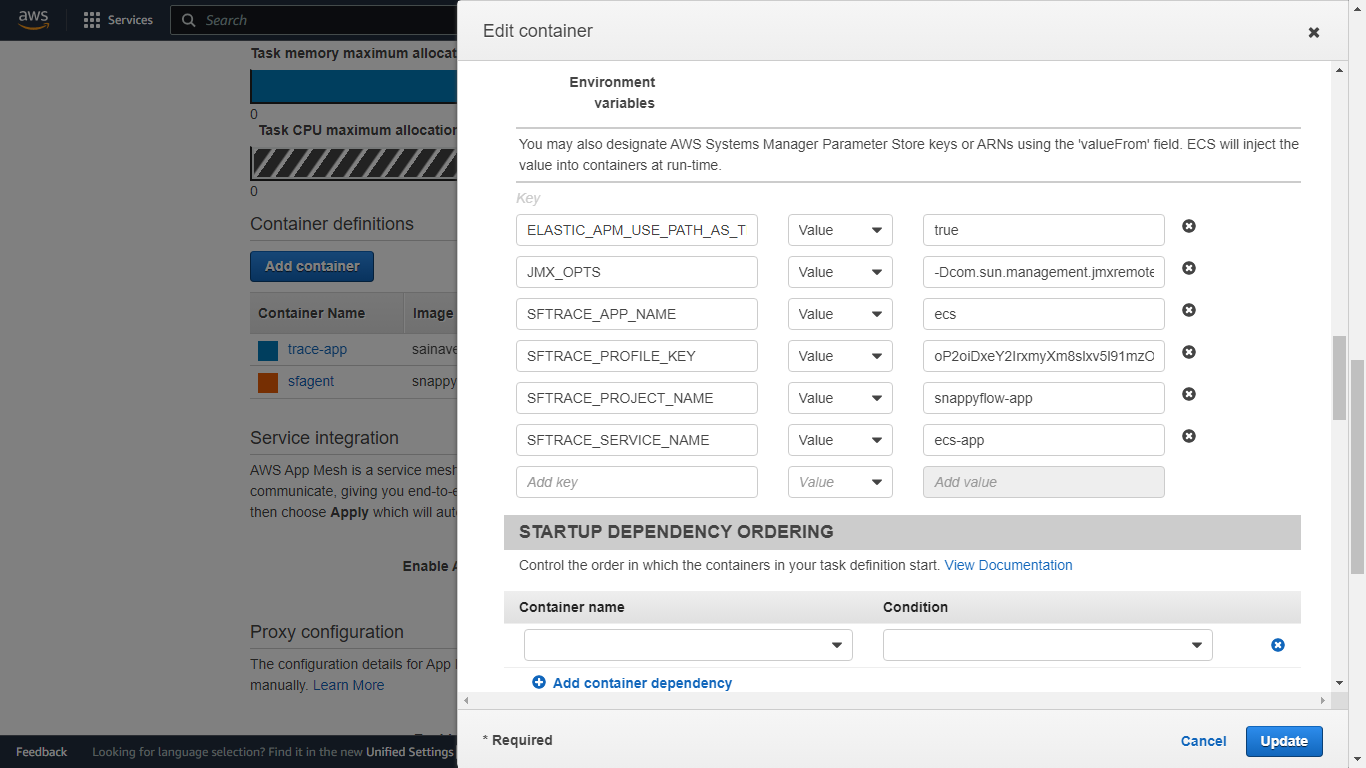 aws
Services
Search
Edit container
Task memory maximum allocat
0
Task CPU maximum allocation
0
Container definitions
Add container
Container Name
Image
trace-app
sainave
sfagent
snappy
Service integration
AWS App Mesh is a service mesh
communicate, giving you end-to-e
then choose Apply which will aut
Enable A
Proxy configuration
The configuration details for App
manually. Learn More
Environment
variables
You may also designate AWS Systems Manager Parameter Store keys or ARNs using the 'valueFrom' field. ECS will inject the
value into containers at run-time.
Key
ELASTIC_APM_USE_PATH_AS_T Value true
JMX_OPTS Value -Dcom.sun.management.jmxremote
SFTRACE_APP_NAME Value ecs
SFTRACE_PROFILE_KEY Value
SFTRACE_PROJECT_NAME Value snappyflow-app
SFTRACE_SERVICE_NAME Value ecs-app
Add key Value Add value
STARTUP DEPENDENCY ORDERING
Control the order in which the containers in your task definition start. View Documentation
Container name Condition
Add container dependency
* Required
Cancel Update
Feedback Looking for language selection? Find it in the new Unified Settings